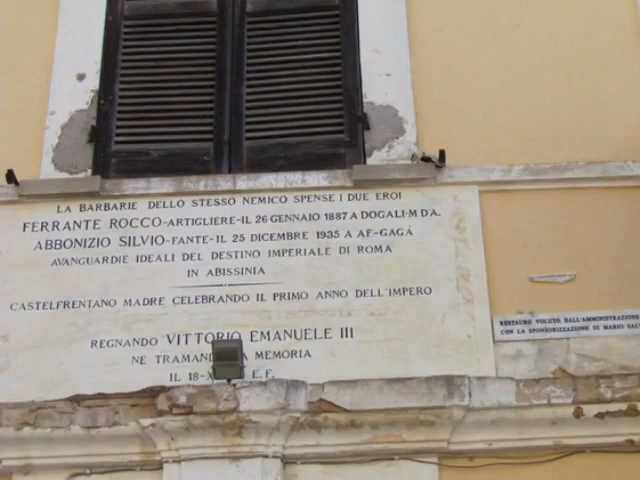 LA BARBARIE DELLO STESSO NEMICO SPENSE I DUE EROI
FERRANTE ROCCO-ARTIGLIERE-IL 26 GENNAIO 1887 A DOGALI-M D'A.
ABBONIZIO SILVIO-FANTE-IL 25 DICEMBRE 1935 A AF-GAGÁ
AVANGUARDIE IDEALI DEL DESTINO IMPERIALE DI ROMA
IN ABISSINIA
CASTELFRENTANO MADRE CELEBRANDO IL PRIMO ANNO DELL'IMPERO
REGNANDO VITTORIO EMANUELE III
NE MEMORIA
IL 18- E.F.
RESTAURO VOLUTO DALL'AMMINISTRAZIONE
CON LA SPONSORIZZAZIONE DI MARIO